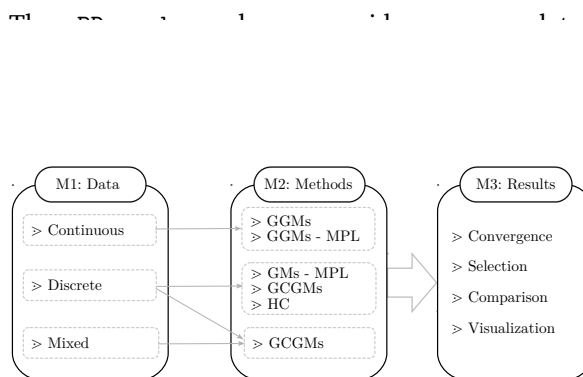 M1: Data
⪖ Continuous
⪖ Discrete
⪖ Mixed
M2: Methods
⪖ GGMs
⪖ GGMs - MPL
⪖ GMs - MPL
⪖ GCGMs
⪖ HC
⪖ GCGMs
M3: Results
⪖ Convergence
⪖ Selection
⪖ Comparison
⪖ Visualization